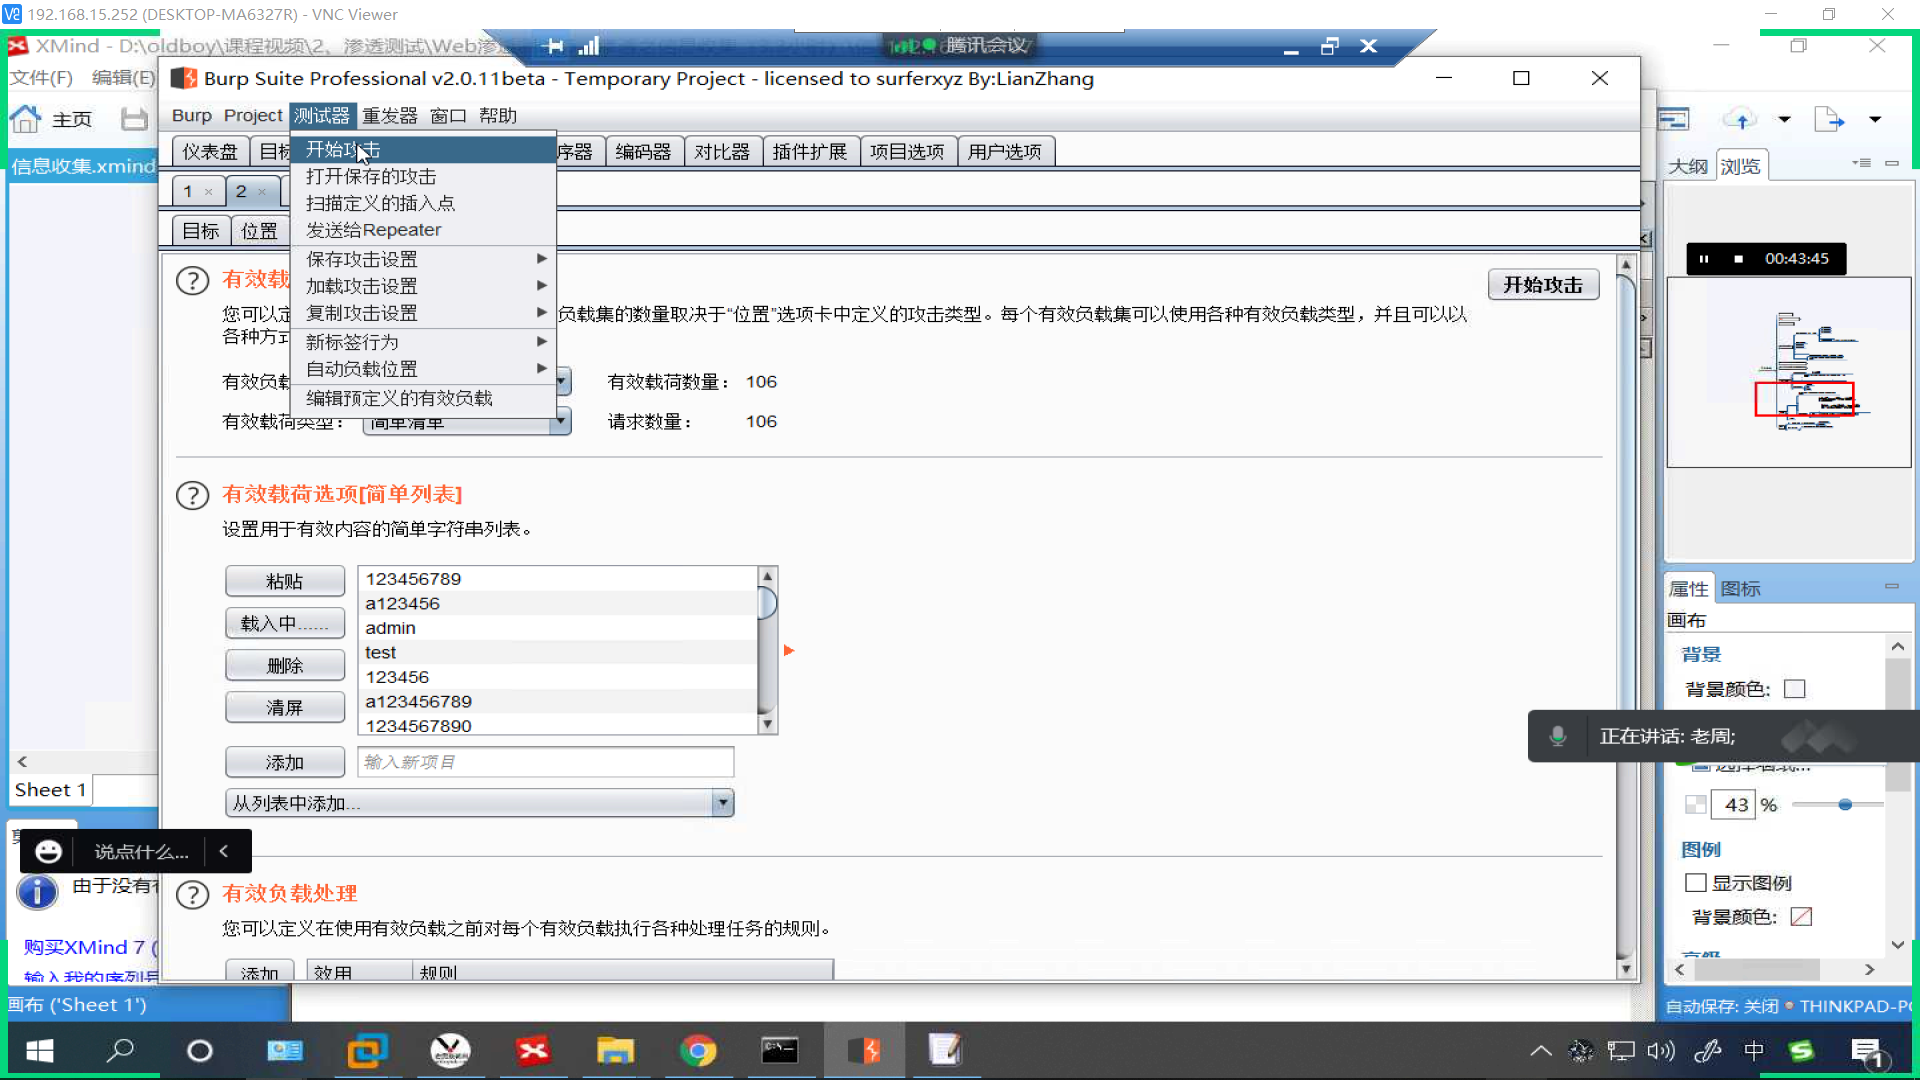 192.168.15.252 (DESKTOP-MA6327R) - VNC Viewer
XMind - D:\oldboy\课程视频\2、渗透测试\Web渗
腾讯会议
文件(F) 编辑(E)
Burp Suite Professional v2.0.11beta - Temporary Project - licensed to surferxyz By:LianZhang
主页
Burp Project 测试器 重发器 窗口 帮助
信息收集.xmind
仪表盘 目标 序器 编码器 对比器 插件扩展 项目选项 用户选项
开始攻击
打开保存的攻击
扫描定义的插入点
发送给Repeater
保存攻击设置
加载攻击设置
复制攻击设置
新标签行为
自动负载位置
编辑预定义的有效负载
1 × 2 ×
目标 位置
有效载
开始攻击
您可以定 负载集的数量取决于“位置”选项卡中定义的攻击类型。每个有效负载集可以使用各种有效负载类型，并且可以以
各种方式
有效负载 有效载荷数量： 106
有效载荷类型： 简单清单 请求数量： 106
有效载荷选项[简单列表]
设置用于有效内容的简单字符串列表。
粘贴
载入中......
删除
清屏
123456789
a123456
admin
test
123456
a123456789
1234567890
添加 输入新项目
从列表中添加...
有效负载处理
您可以定义在使用有效负载之前对每个有效负载执行各种处理任务的规则。
添加 效用 规则
大纲 浏览
00:43:45
属性 图标
画布
背景
背景颜色:
正在讲话: 老周;
43 %
图例
显示图例
背景颜色:
自动保存: 关闭 THINKPAD-PC
Sheet 1
说点什么...
由于没有
购买XMind 7 (
输入我的序列号
画布 ('Sheet 1')
中
1